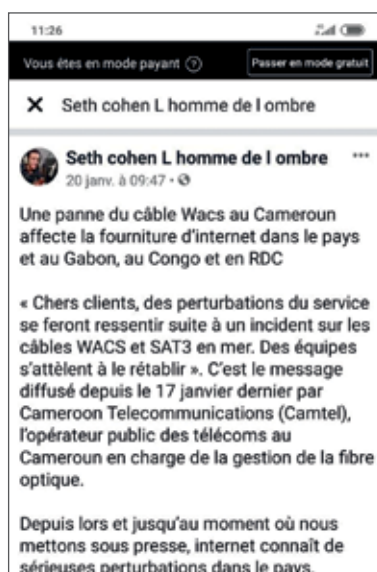 11:26
Vous êtes en mode payant ? Passer en mode gratuit
X Seth cohen L homme de l ombre
Seth cohen L homme de l ombre ...
20 janv. à 09:47 ·
Une panne du câble Wacs au Cameroun
affecte la fourniture d'internet dans le pays
et au Gabon, au Congo et en RDC
« Chers clients, des perturbations du service
se feront ressentir suite à un incident sur les
câbles WACS et SAT3 en mer. Des équipes
s'attèlent à le rétablir ». C'est le message
diffusé depuis le 17 janvier dernier par
Cameroon Telecommunications (Camtel),
l'opérateur public des télécoms au
Cameroun en charge de la gestion de la fibre
optique.
Depuis lors et jusqu'au moment où nous
mettons sous presse, internet connaît de
sérieuses perturbations dans le pays.